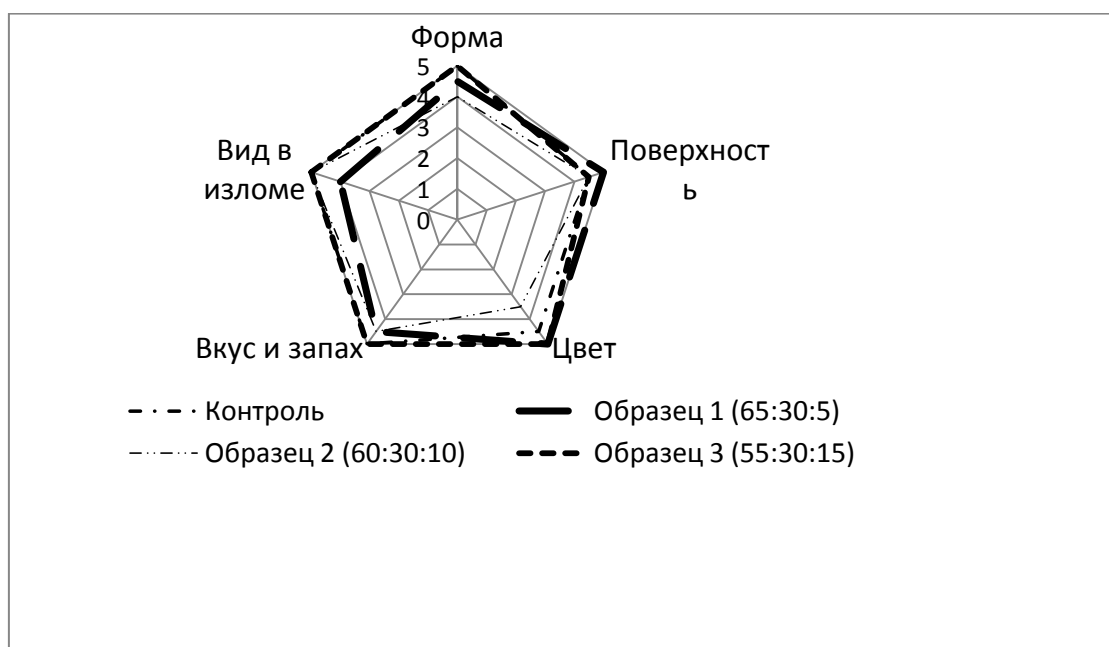 Форма
5
4
3
2
1
0
Поверхност
ь
Цвет
Вкус и запах
Вид в
изломе
Контроль
Образец 1 (65:30:5)
Образец 2 (60:30:10)
Образец 3 (55:30:15)